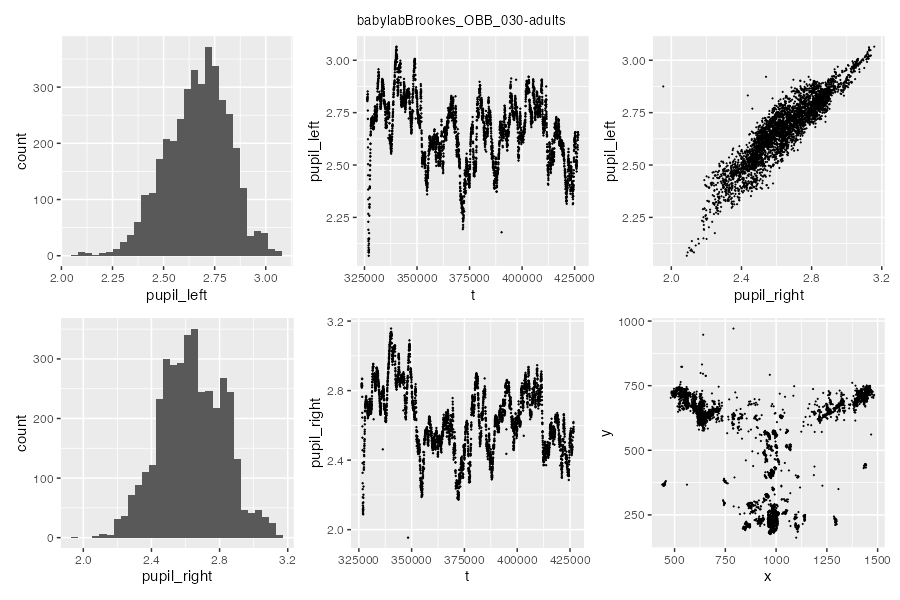 babylabBrookes_OBB_030-adults
count
300
200
100
0
2.00 2.25 2.50 2.75 3.00
pupil_left
pupil_left
3.00
2.75
2.50
2.25
325000 350000 375000 400000 425000
t
pupil_left
3.00
2.75
2.50
2.25
2.0 2.4 2.8 3.2
pupil_right
count
300
200
100
0
2.0 2.4 2.8 3.2
pupil_right
pupil_right
3.2
2.8
2.4
2.0
325000 350000 375000 400000 425000
t
y
1000
750
500
250
500 750 1000 1250 1500
x